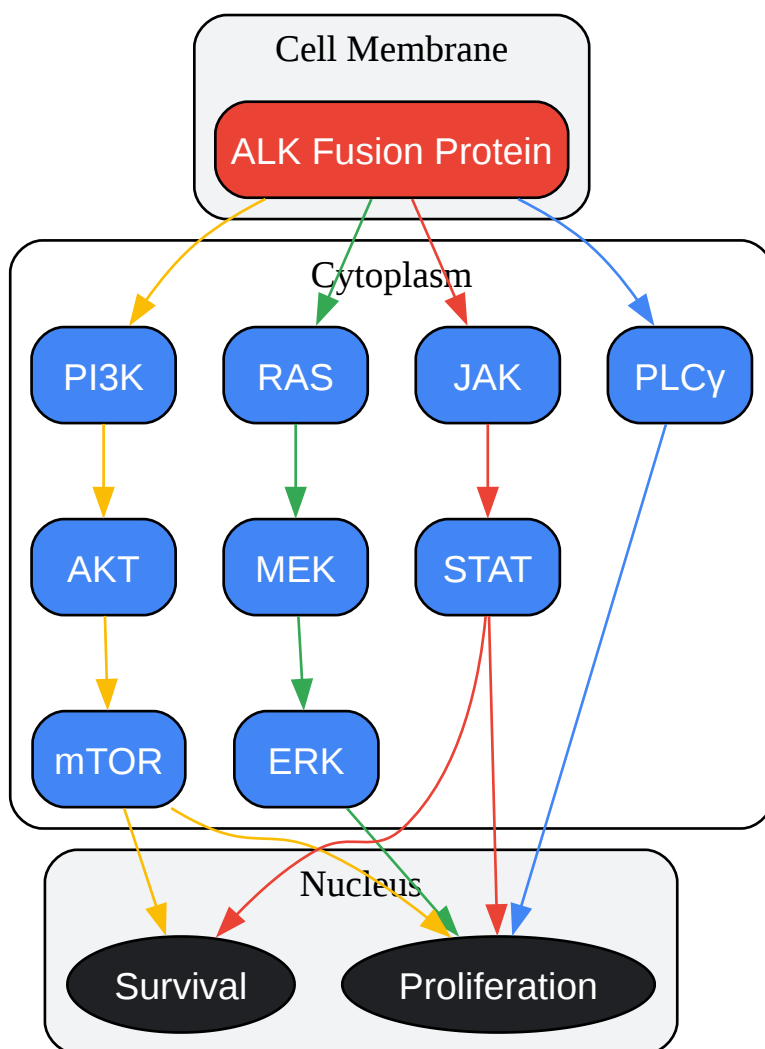 Cell Membrane
ALK Fusion Protein
Cytoplasm
PI3K
RAS
JAK
PLCγ
AKT
MEK
STAT
mTOR
ERK
Nucleus
Survival
Proliferation